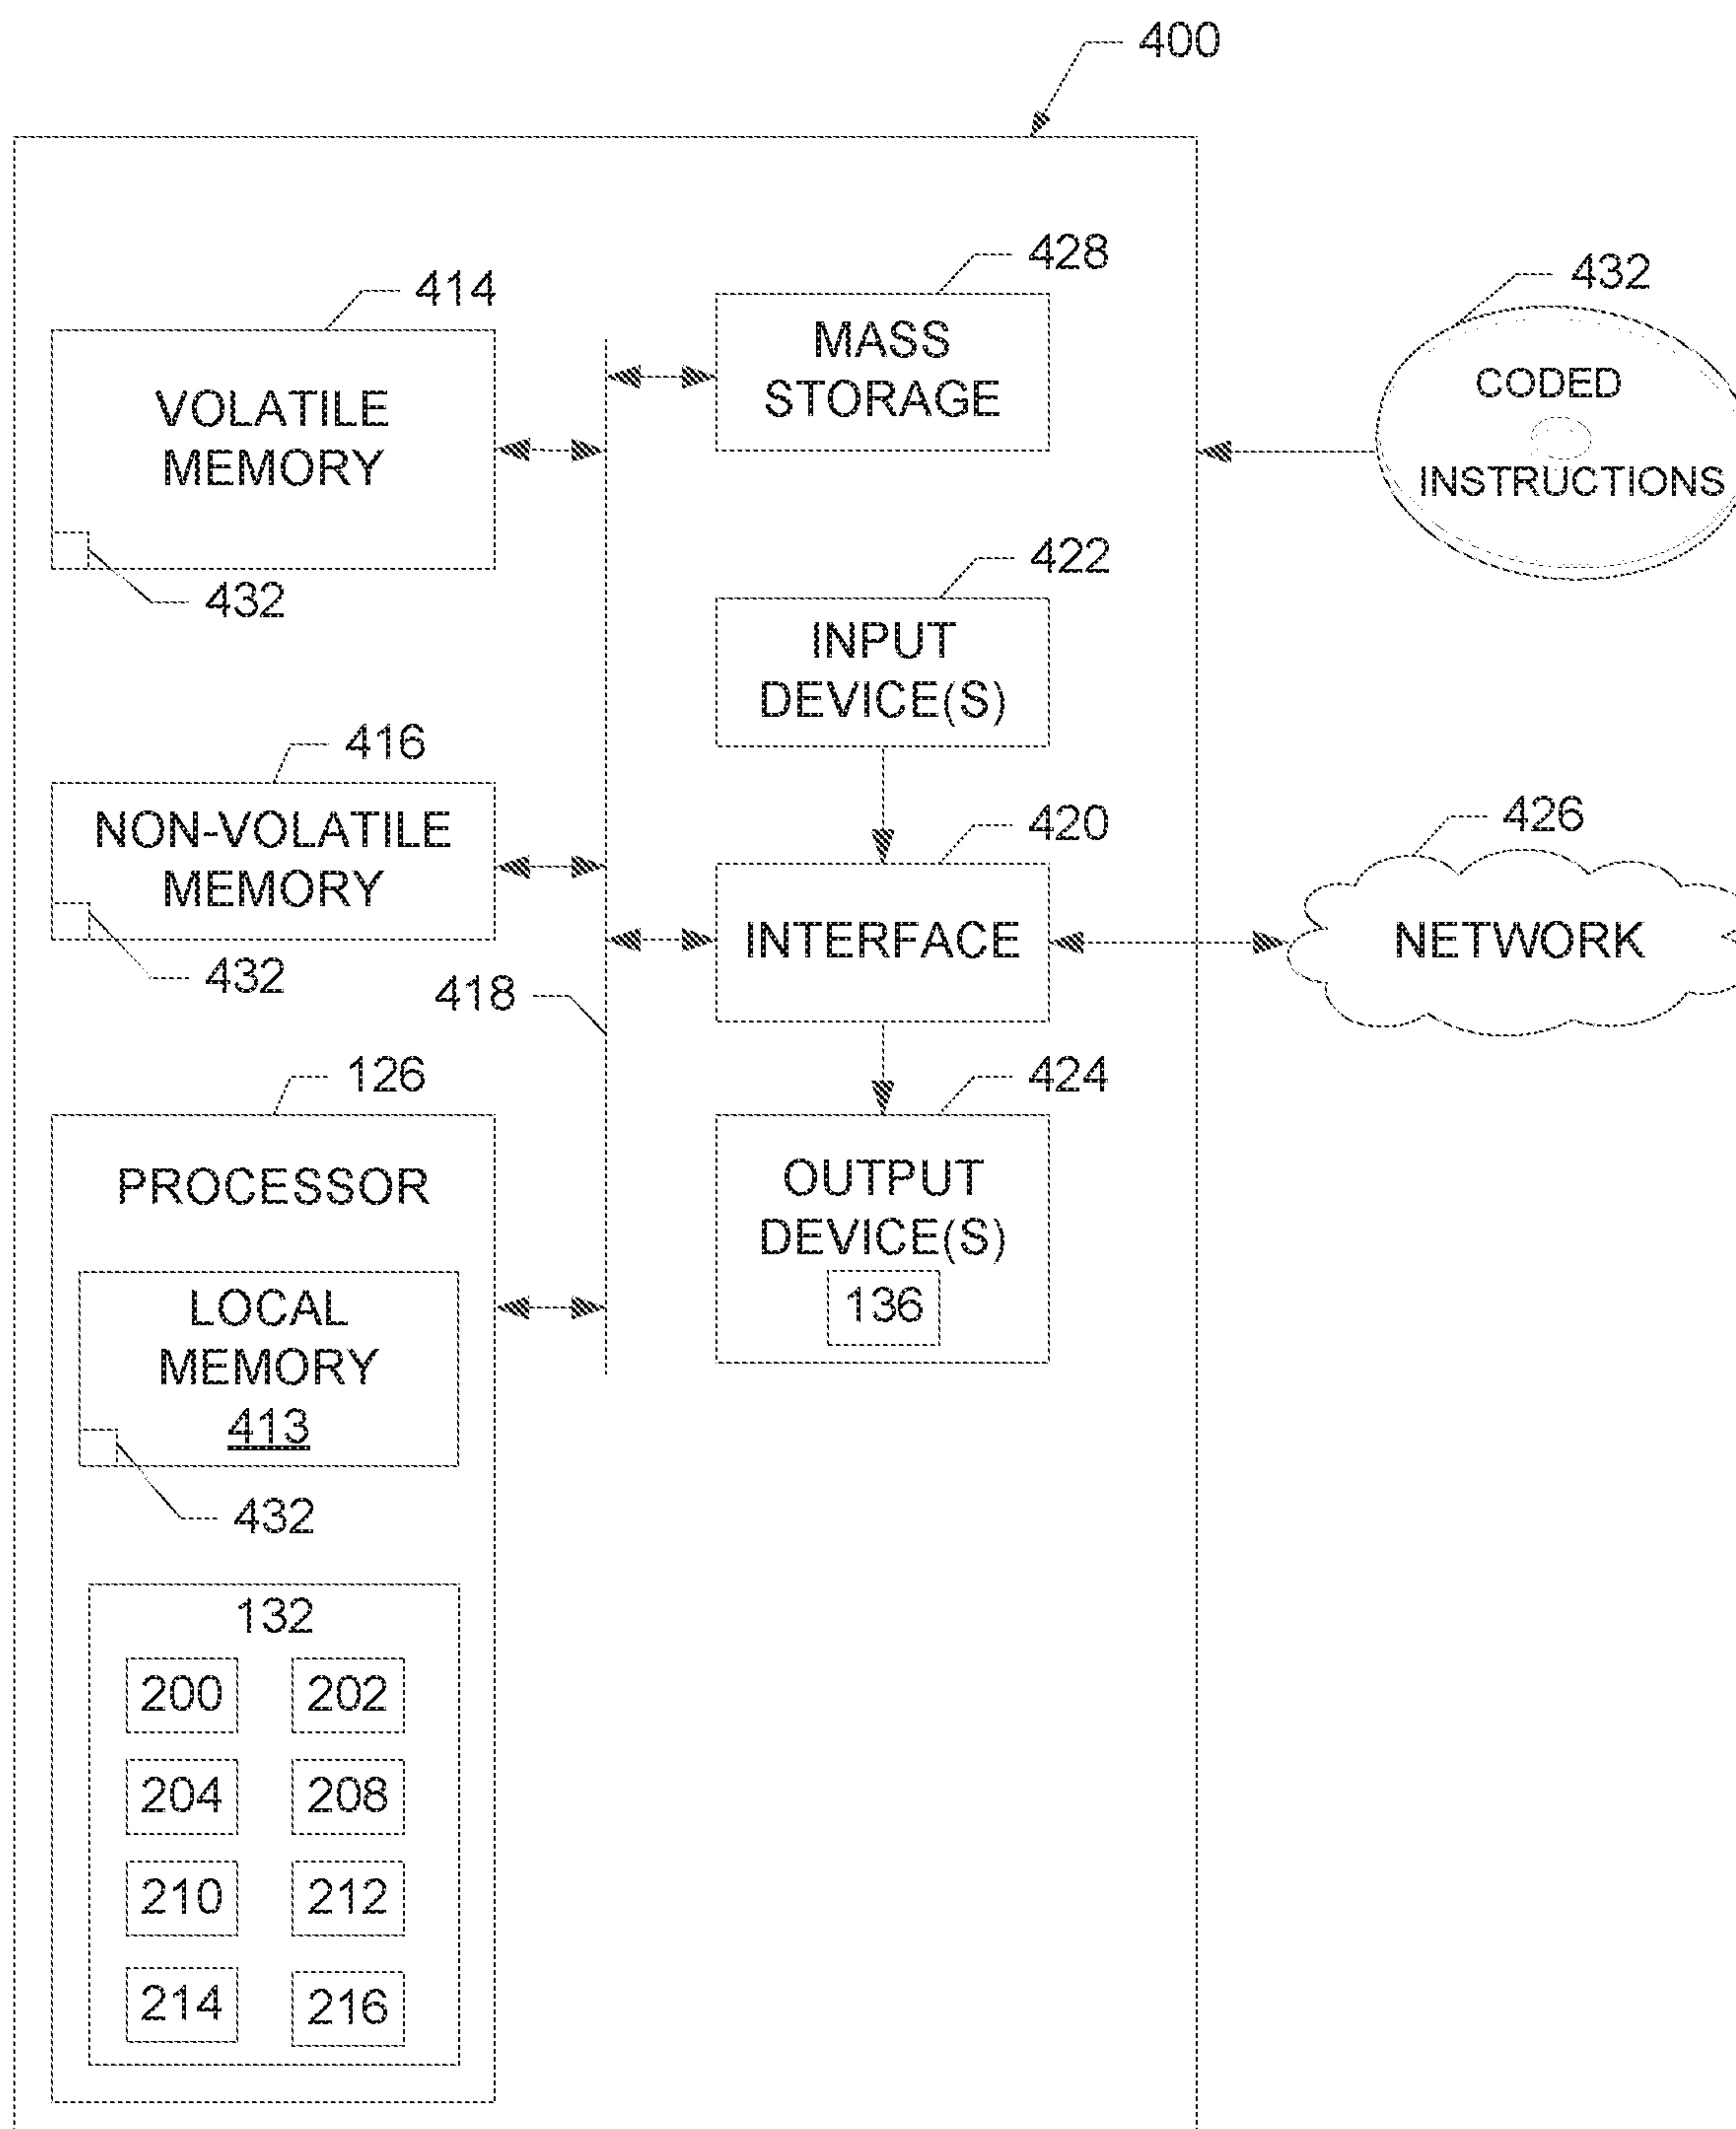 400
414
VOLATILE
MEMORY
432
428
MASS
STORAGE
432
CODED
INSTRUCTIONS
422
INPUT
DEVICE(S)
416
NON-VOLATILE
MEMORY
432
418
420
INTERFACE
426
NETWORK
126
PROCESSOR
LOCAL
MEMORY
413
432
424
OUTPUT
DEVICE(S)
136
132
200
202
204
208
210
212
214
216